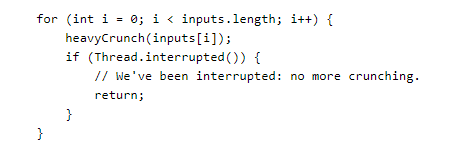 for (int i = 0; i < inputs.length; i++) {
    heavyCrunch(inputs[i]);
    if (Thread.interrupted()) {
        // We've been interrupted: no more crunching.
        return;
    }
}